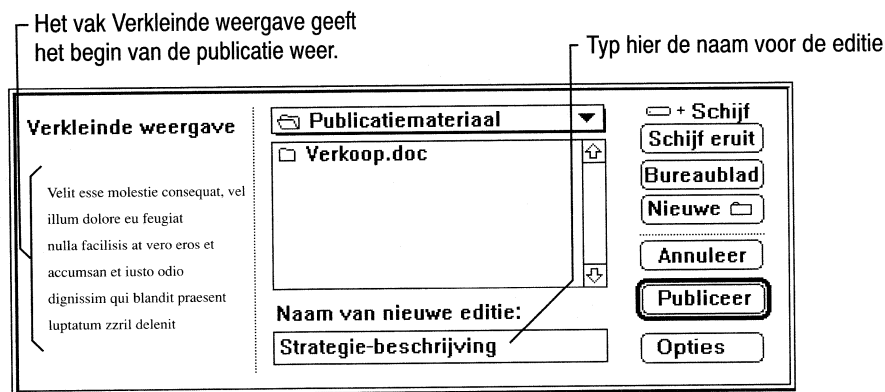 Het vak Verkleinde weergave geeft
het begin van de publicatie weer.
Typ hier de naam voor de editie
Verkleinde weergave
Velit esse molestie consequat, vel
illum dolore eu feugiat
nulla facilisis at vero eros et
accumsan et iusto odio
dignissim qui blandit praesent
luptatum zzril delenit
Publicatiemateriaal
Verkoop.doc
Naam van nieuwe editie:
Strategie-beschrijving
+ Schijf
Schijf eruit
Bureaublad
Nieuwe
Annuleer
Publiceer
Opties